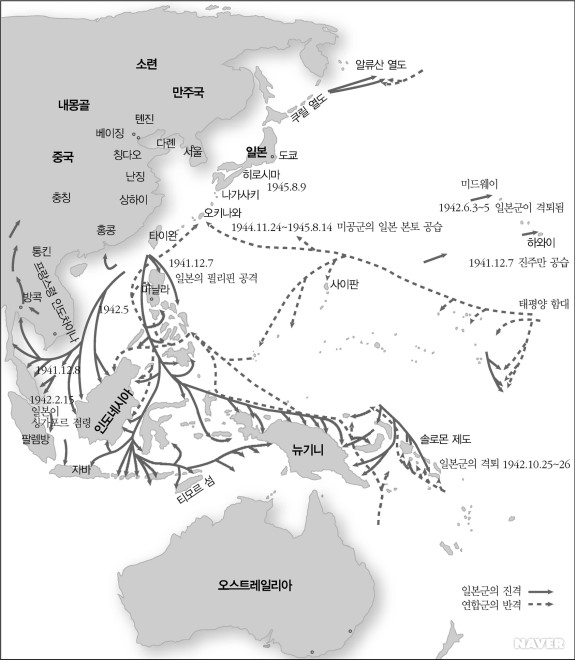 소련
알류산 열도
만주국
내몽골
쿠릴 열도
톈진
베이징
다롄
서울
일본
도쿄
중국
칭다오
히로시마
난징
1945.8.9
나가사키
미드웨이
충칭
상하이
오키나와
1942.6.3~5 일본군이 격퇴됨
1944.11.24~1945.8.14 미공군의 일본 본토 공습
홍콩
타이완
하와이
통킨
1941.12.7
1941.12.7 진주만 공습
일본의 필리핀 공격
프랑스령 인도차이나
방콕
마닐라
사이판
1942.5
태평양 함대
1941.12.8
1942.2.15
일본이
싱가포르 점령
인도네시아
팔렘방
솔로몬 제도
뉴기니
일본군의 격퇴 1942.10.25~26
자바
티모르 섬
오스트레일리아
일본군의 진격
연합군의 반격
NAVER